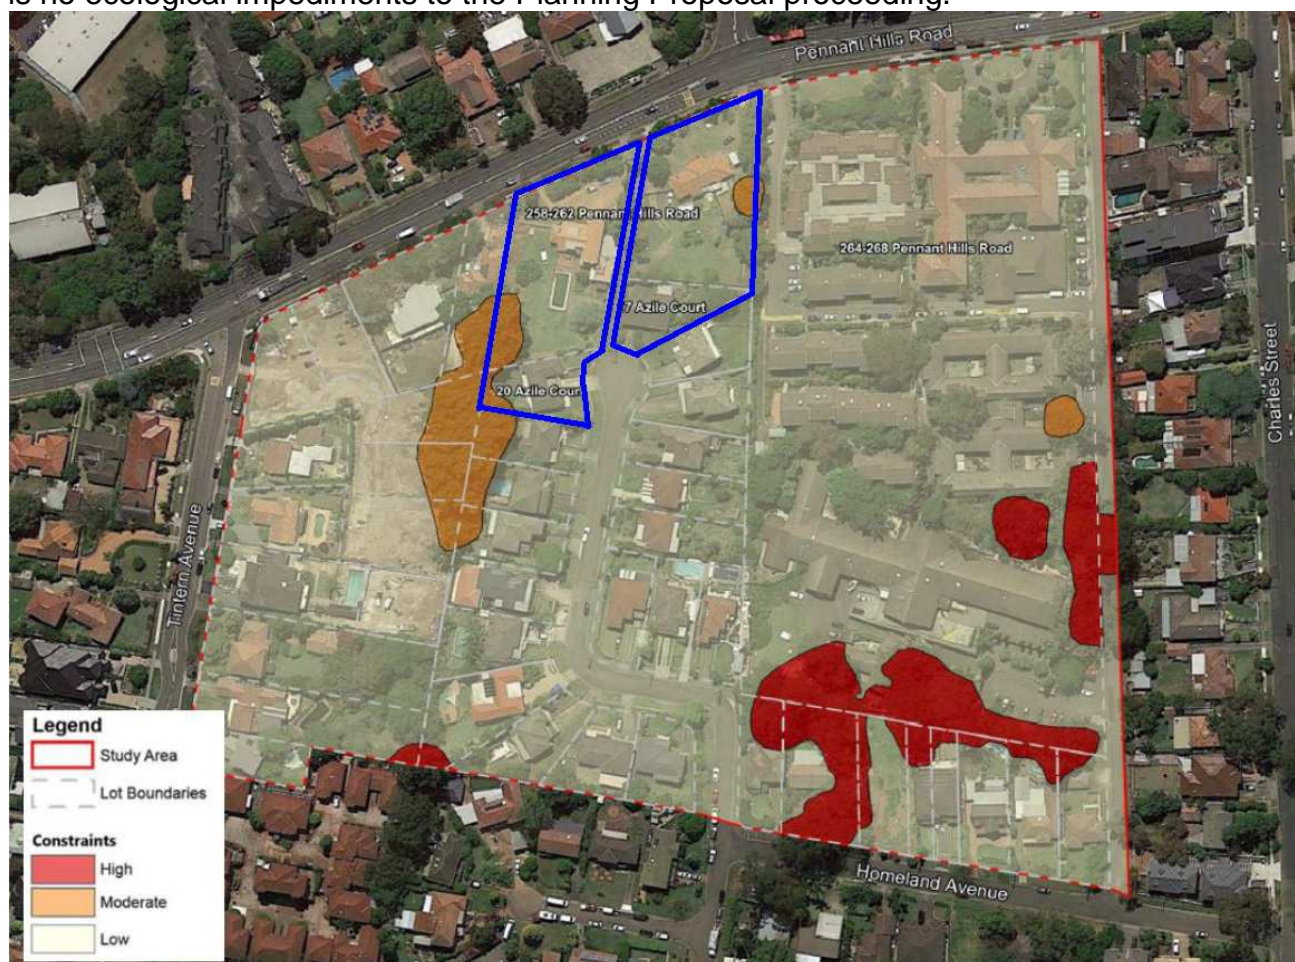 is no ecological impediments to the Planning Proposal proceeding.
Pennant Hills Road
258-262 Pennant Hills Road
264-268 Pennant Hills Road
7 Azile Court
20 Azile Court
Charles Street
Tintern Avenue
Homeland Avenue
Legend
Study Area
Lot Boundaries
Constraints
High
Moderate
Low